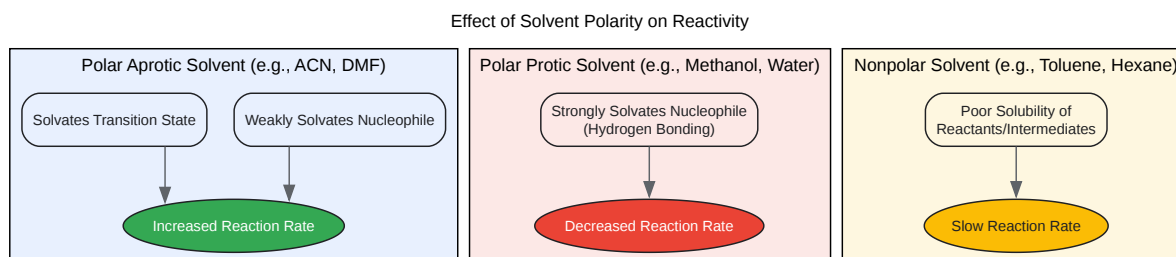 Effect of Solvent Polarity on Reactivity
Polar Aprotic Solvent (e.g., ACN, DMF)
Solvates Transition State
Weakly Solvates Nucleophile
Increased Reaction Rate
Polar Protic Solvent (e.g., Methanol, Water)
Strongly Solvates Nucleophile
(Hydrogen Bonding)
Decreased Reaction Rate
Nonpolar Solvent (e.g., Toluene, Hexane)
Poor Solubility of
Reactants/Intermediates
Slow Reaction Rate